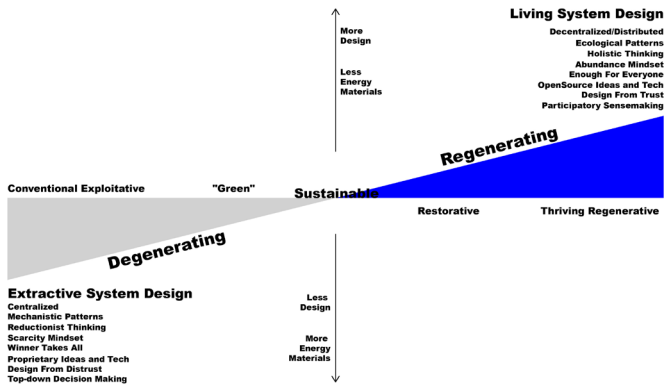 Living System Design
Decentralized/Distributed
Ecological Patterns
Holistic Thinking
Abundance Mindset
Enough For Everyone
OpenSource Ideas and Tech
Design From Trust
Participatory Sensemaking
More
Design
Less
Energy
Materials
Regenerating
Conventional Exploitative
"Green"
Sustainable
Restorative
Thriving Regenerative
Degenerating
Extractive System Design
Centralized
Mechanistic Patterns
Reductionist Thinking
Scarcity Mindset
Winner Takes All
Proprietary Ideas and Tech
Design From Distrust
Top-down Decision Making
Less
Design
More
Energy
Materials